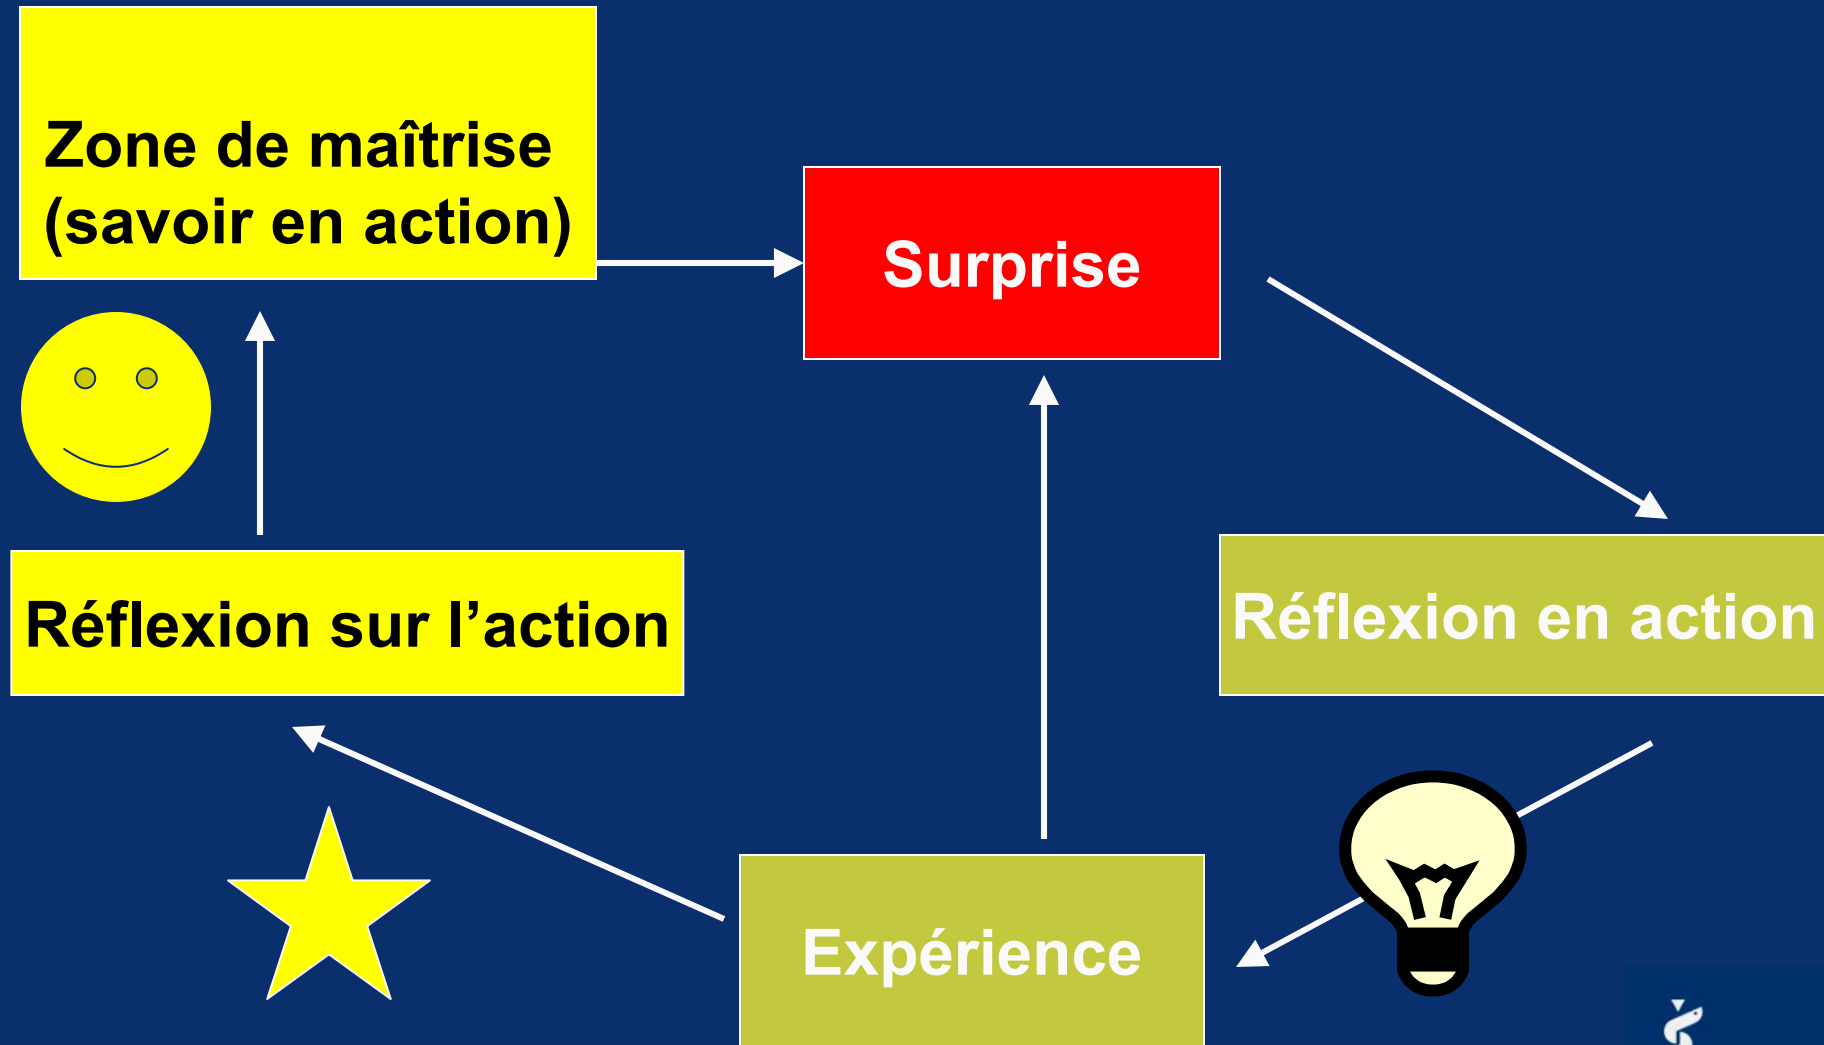 Zone de maîtrise
(savoir en action)
Surprise
Réflexion sur l’action
Réflexion en action
Expérience